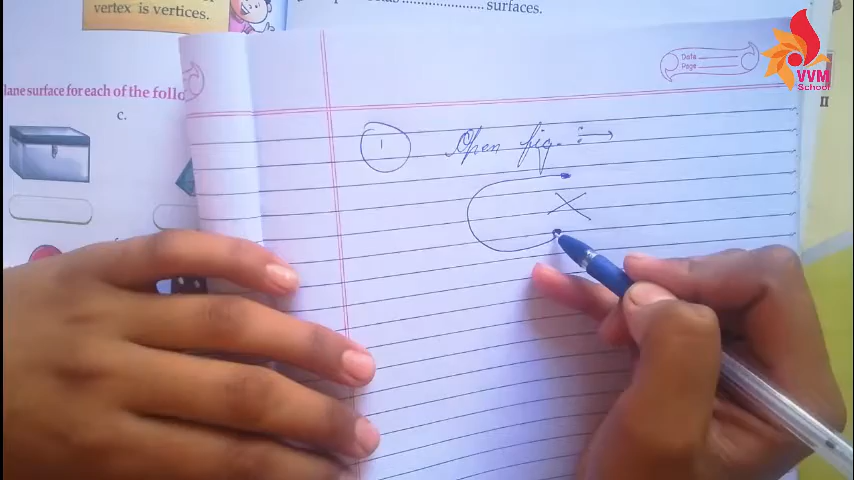 vertex is vertices.
surfaces.
lane surface for each of the follo
c.
Date
Page
VVM
School
II
1 Open fig. :→